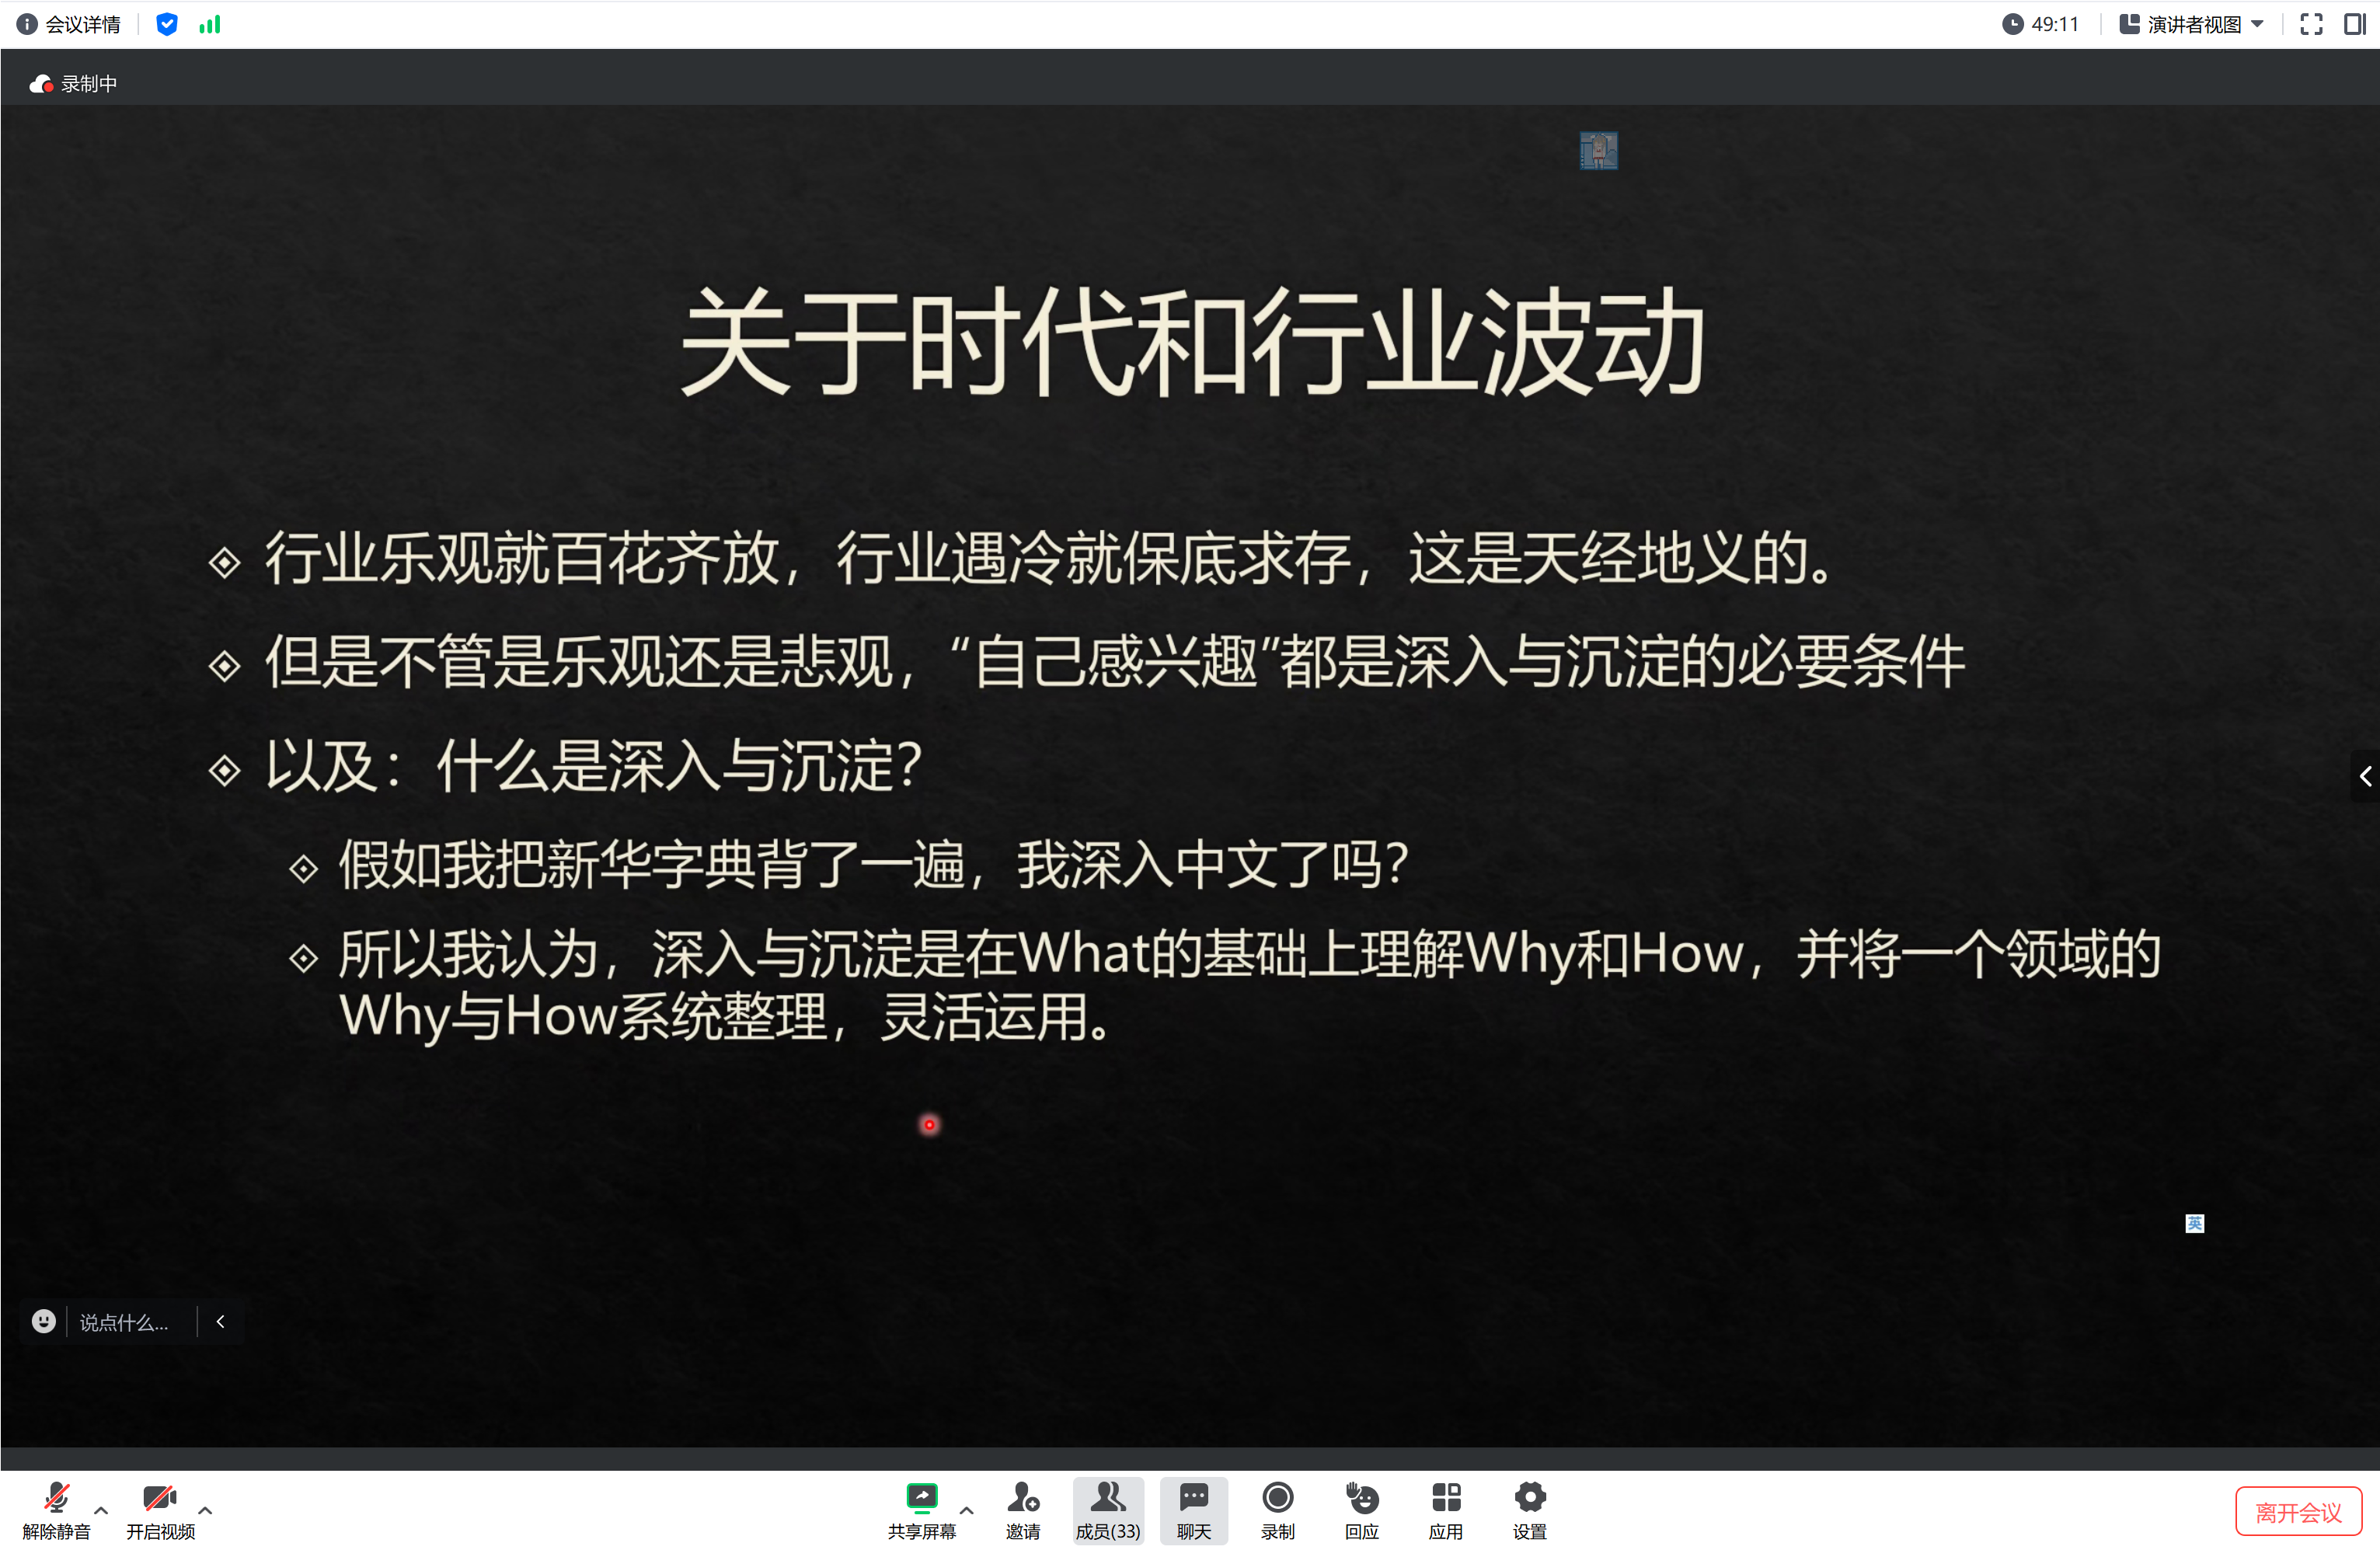 会议详情
49:11
演讲者视图
录制中
关于时代和行业波动
行业乐观就百花齐放，行业遇冷就保底求存，这是天经地义的。
但是不管是乐观还是悲观，“自己感兴趣”都是深入与沉淀的必要条件
以及：什么是深入与沉淀？
假如我把新华字典背了一遍，我深入中文了吗？
所以我认为，深入与沉淀是在What的基础上理解Why和How，并将一个领域的
Why与How系统整理，灵活运用。
英
说点什么...
解除静音
开启视频
共享屏幕
邀请
成员(33)
聊天
录制
回应
应用
设置
离开会议